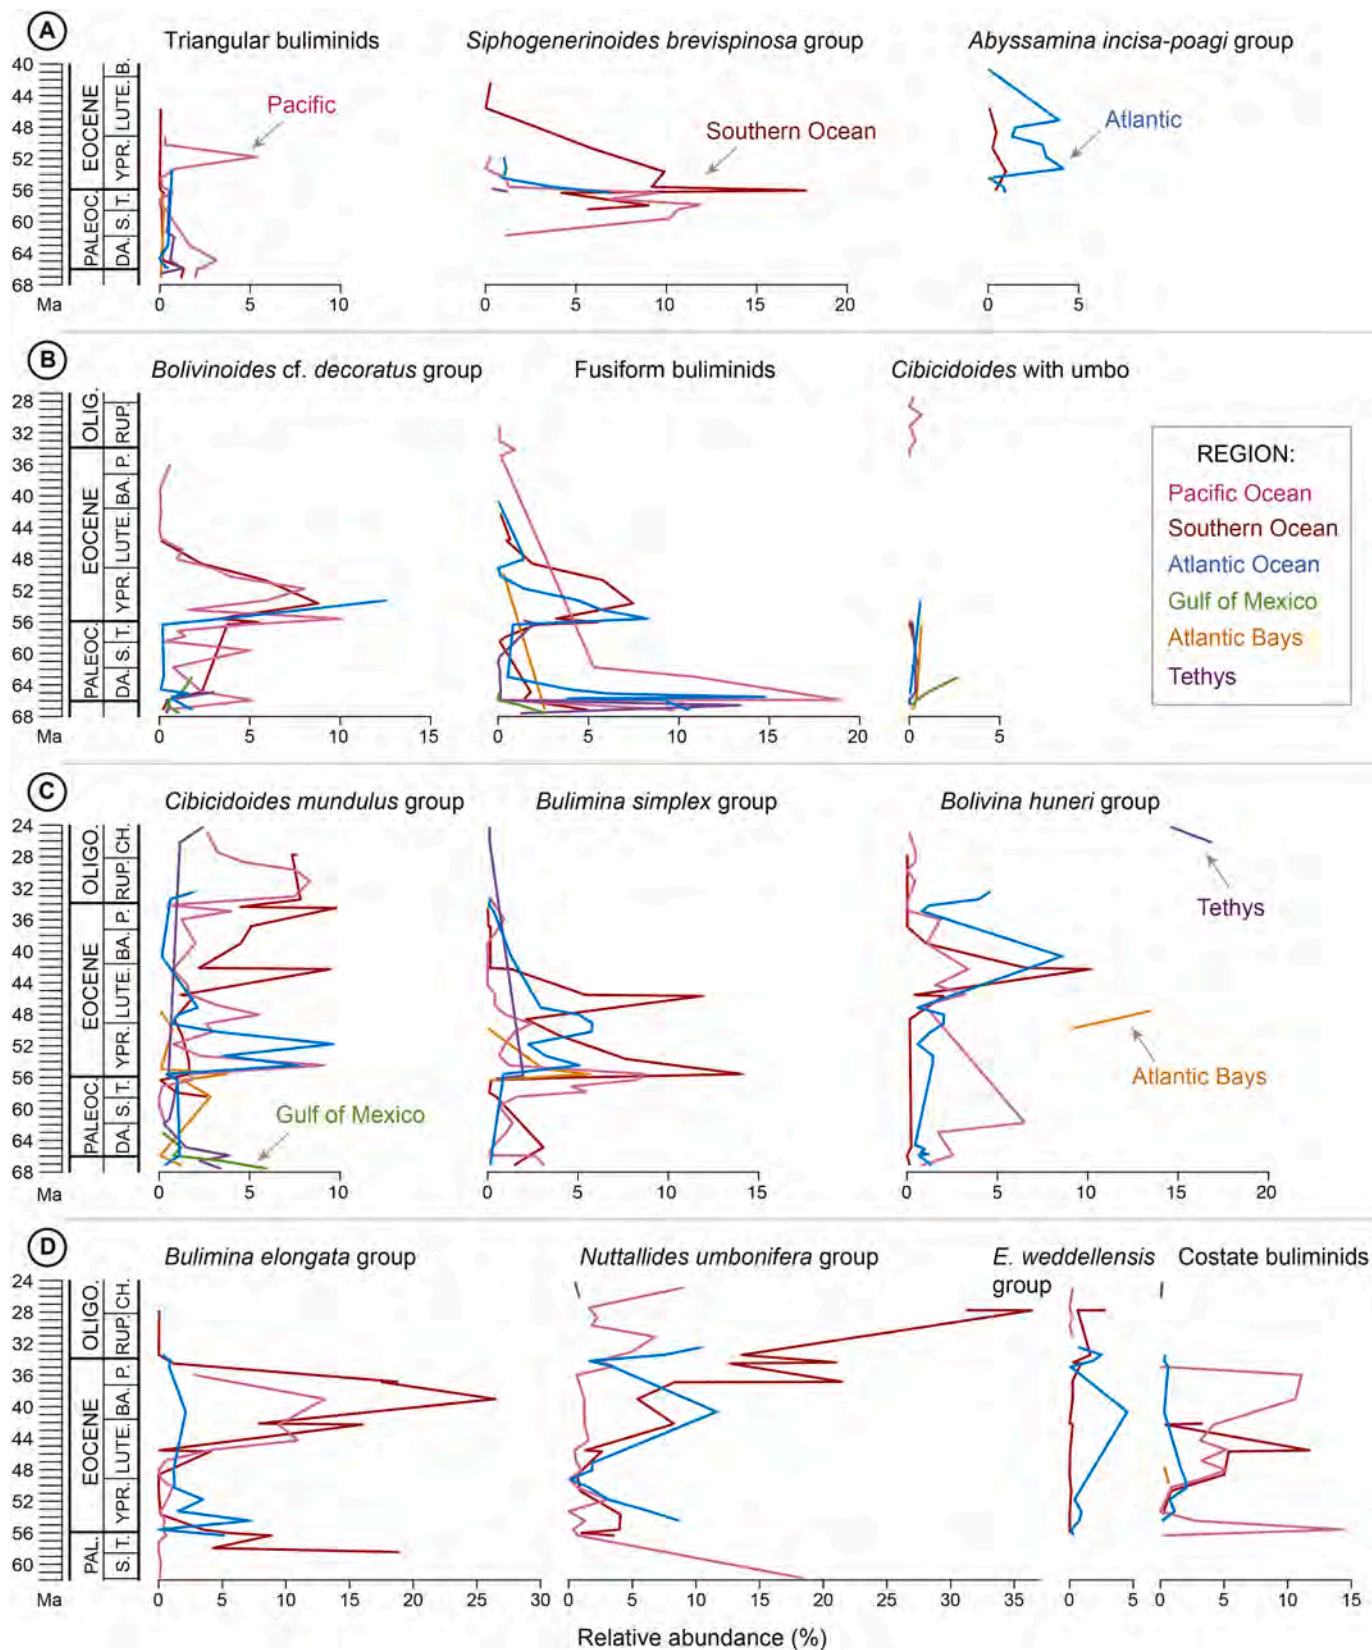 A
Triangular buliminids
Siphogenerinoides brevispinosa group
Abyssamina incisa-poagi group
40
44
48
52
56
60
64
68
Ma
EOCENE
PALEOC.
B.
LUTE.
YPR.
T.
S.
DA.
Pacific
Southern Ocean
Atlantic
0 5 10
0 5 10 15 20
0 5
B
Bolivinoides cf. decoratus group
Fusiform buliminids
Cibicidoides with umbo
28
32
36
40
44
48
52
56
60
64
68
Ma
OLIG.
EOCENE
PALEOC.
RUP.
P.
BA.
LUTE.
YPR.
T.
S.
DA.
0 5 10 15
0 5 10 15 20
0 5
REGION:
Pacific Ocean
Southern Ocean
Atlantic Ocean
Gulf of Mexico
Atlantic Bays
Tethys
C
Cibicidoides mundulus group
Bulimina simplex group
Bolivina huneri group
24
28
32
36
40
44
48
52
56
60
64
68
Ma
OLIGO.
EOCENE
PALEOC.
CH.
RUP.
P.
BA.
LUTE.
YPR.
T.
S.
DA.
Gulf of Mexico
Tethys
Atlantic Bays
0 5 10
0 5 10 15
0 5 10 15 20
D
Bulimina elongata group
Nuttallides umbonifera group
E. weddellensis
group
Costate buliminids
24
28
32
36
40
44
48
52
56
60
Ma
OLIGO.
EOCENE
PAL.
CH.
RUP.
P.
BA.
LUTE.
YPR.
T.
S.
0 5 10 15 20 25 30
0 5 10 15 20 25 30 35
0 5
0 5 10 15
Relative abundance (%)